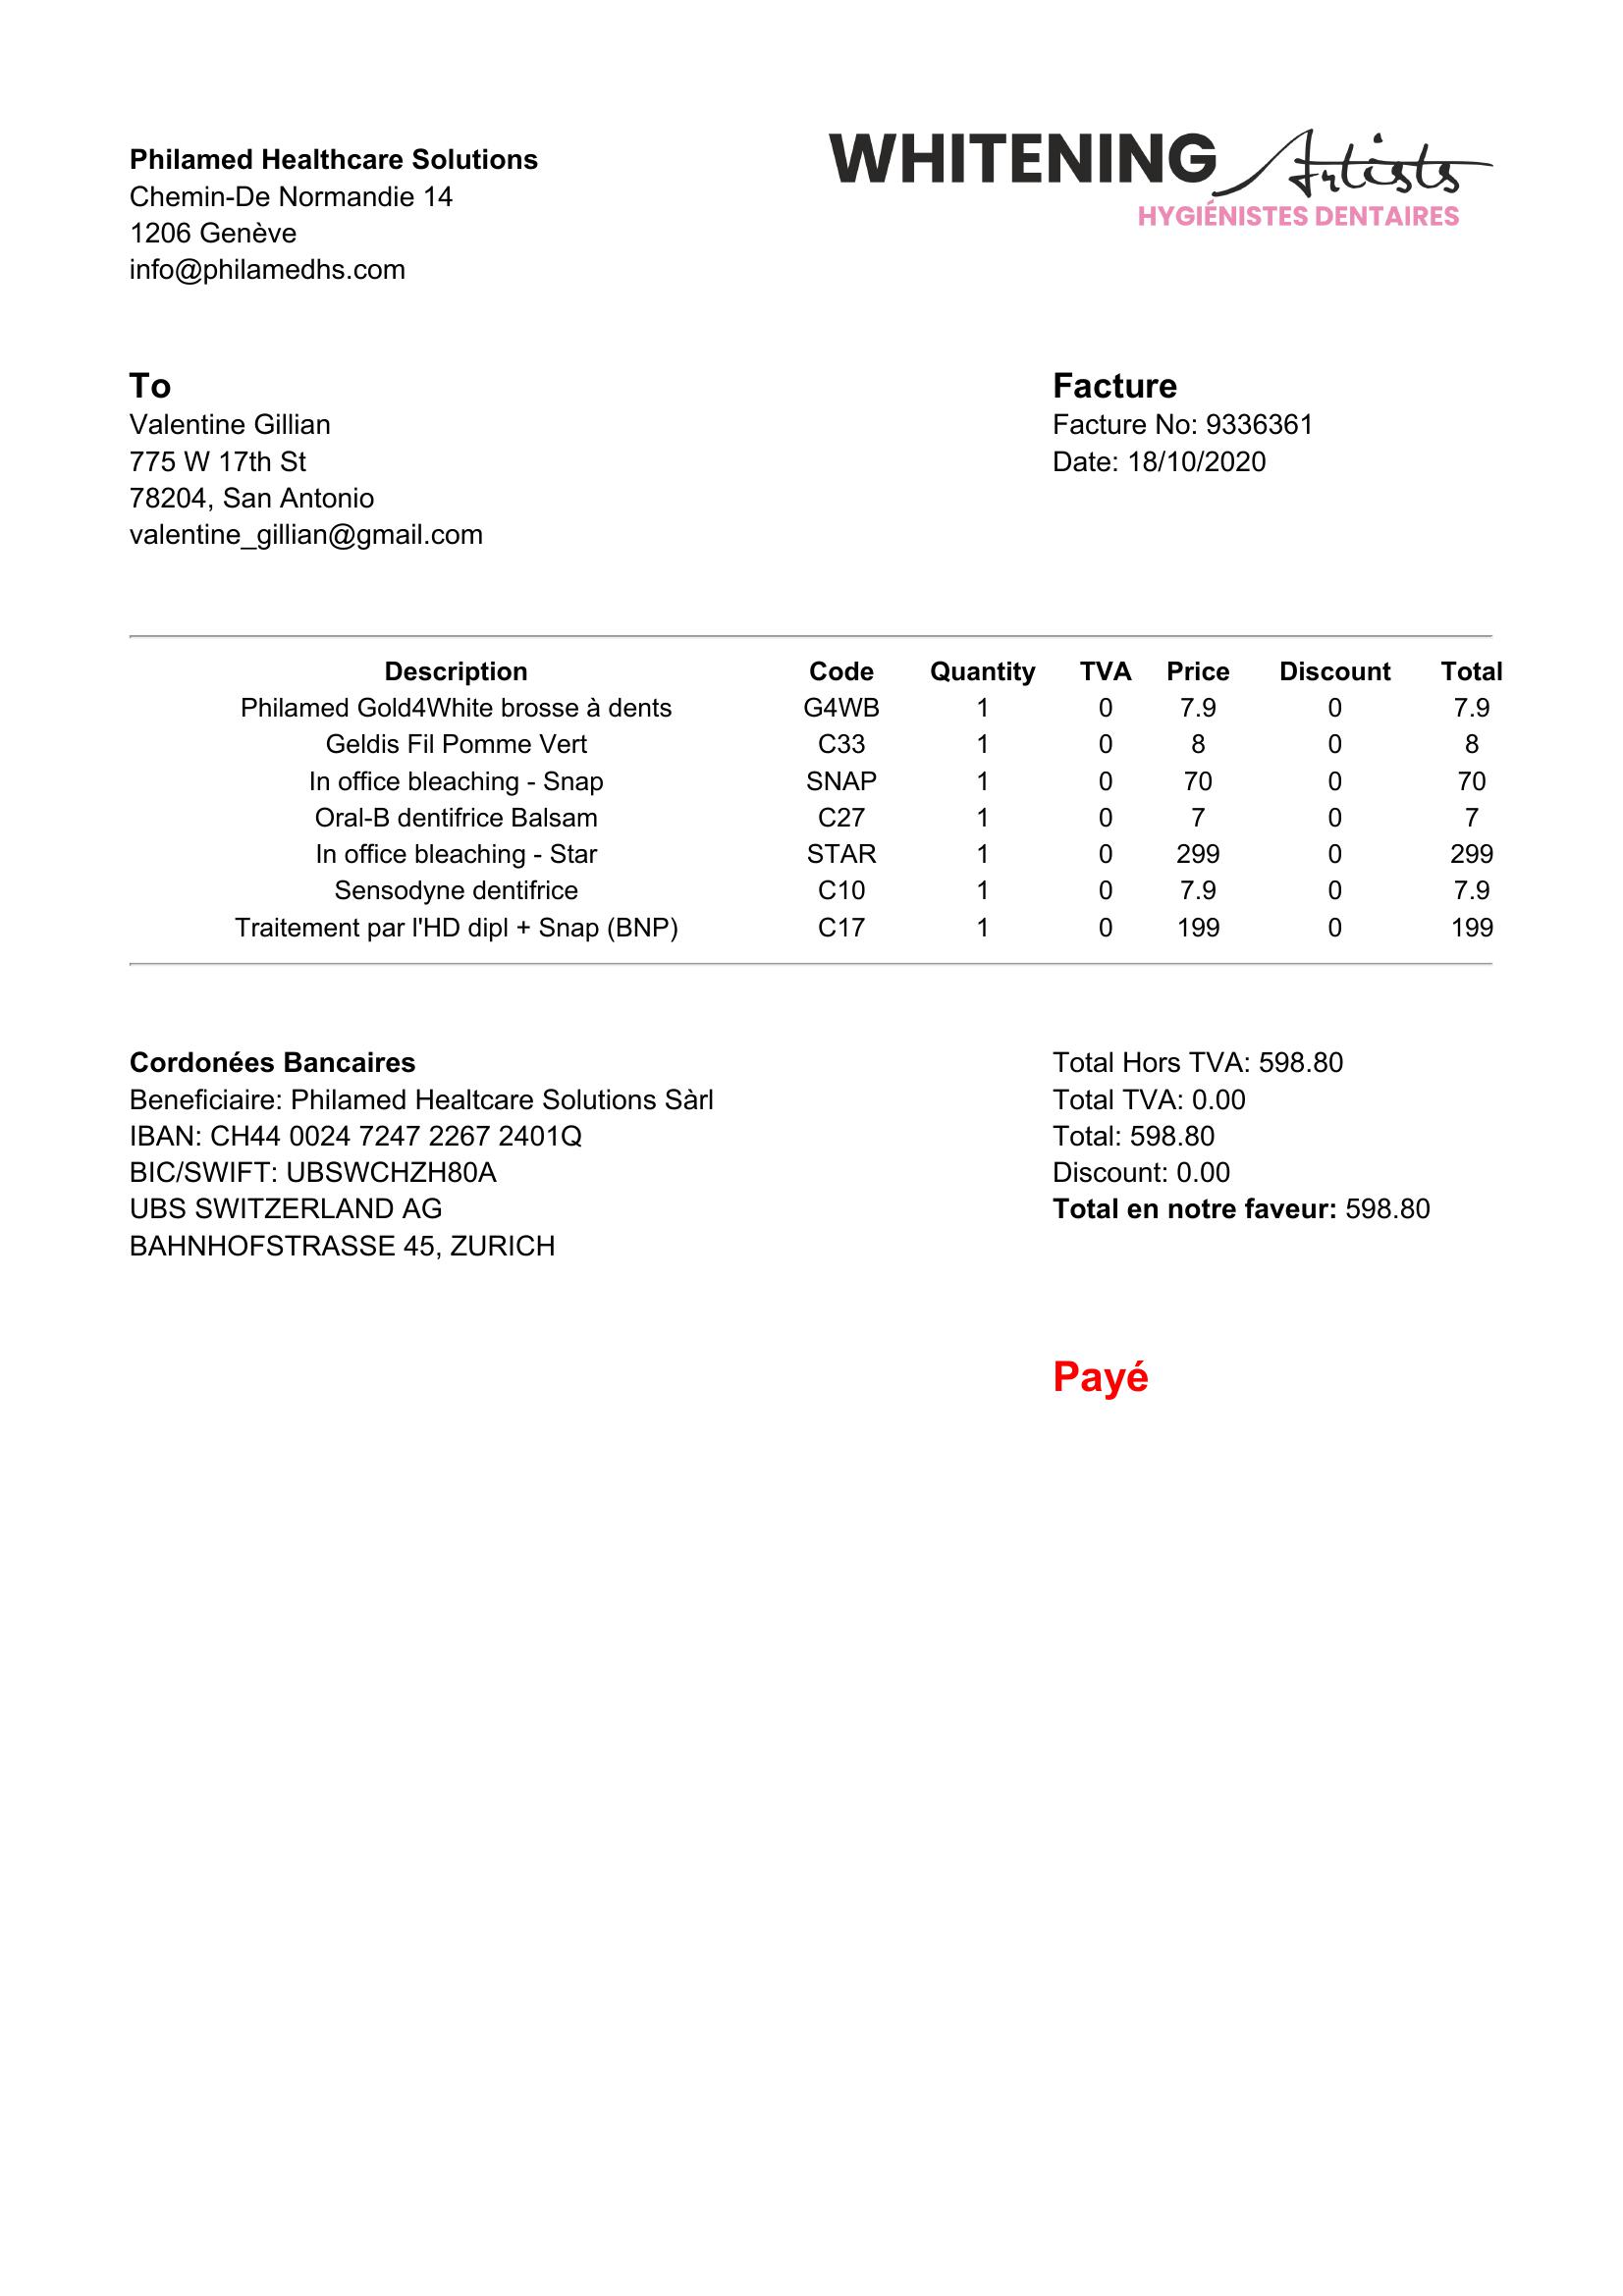 Philamed Healthcare Solutions
Chemin-De Normandie 14
1206 Genève
info@philamedhs.com
WHITENING Artists
HYGIÉNISTES DENTAIRES
To
Valentine Gillian
775 W 17th St
78204, San Antonio
valentine_gillian@gmail.com
Facture
Facture No: 9336361
Date: 18/10/2020
Description Code Quantity TVA Price Discount Total
Philamed Gold4White brosse à dents G4WB 1 0 7.9 0 7.9
Geldis Fil Pomme Vert C33 1 0 8 0 8
In office bleaching - Snap SNAP 1 0 70 0 70
Oral-B dentifrice Balsam C27 1 0 7 0 7
In office bleaching - Star STAR 1 0 299 0 299
Sensodyne dentifrice C10 1 0 7.9 0 7.9
Traitement par l'HD dipl + Snap (BNP) C17 1 0 199 0 199
Cordonées Bancaires
Beneficiaire: Philamed Healtcare Solutions Sàrl
IBAN: CH44 0024 7247 2267 2401Q
BIC/SWIFT: UBSWCHZH80A
UBS SWITZERLAND AG
BAHNHOFSTRASSE 45, ZURICH
Total Hors TVA: 598.80
Total TVA: 0.00
Total: 598.80
Discount: 0.00
Total en notre faveur: 598.80
Payé